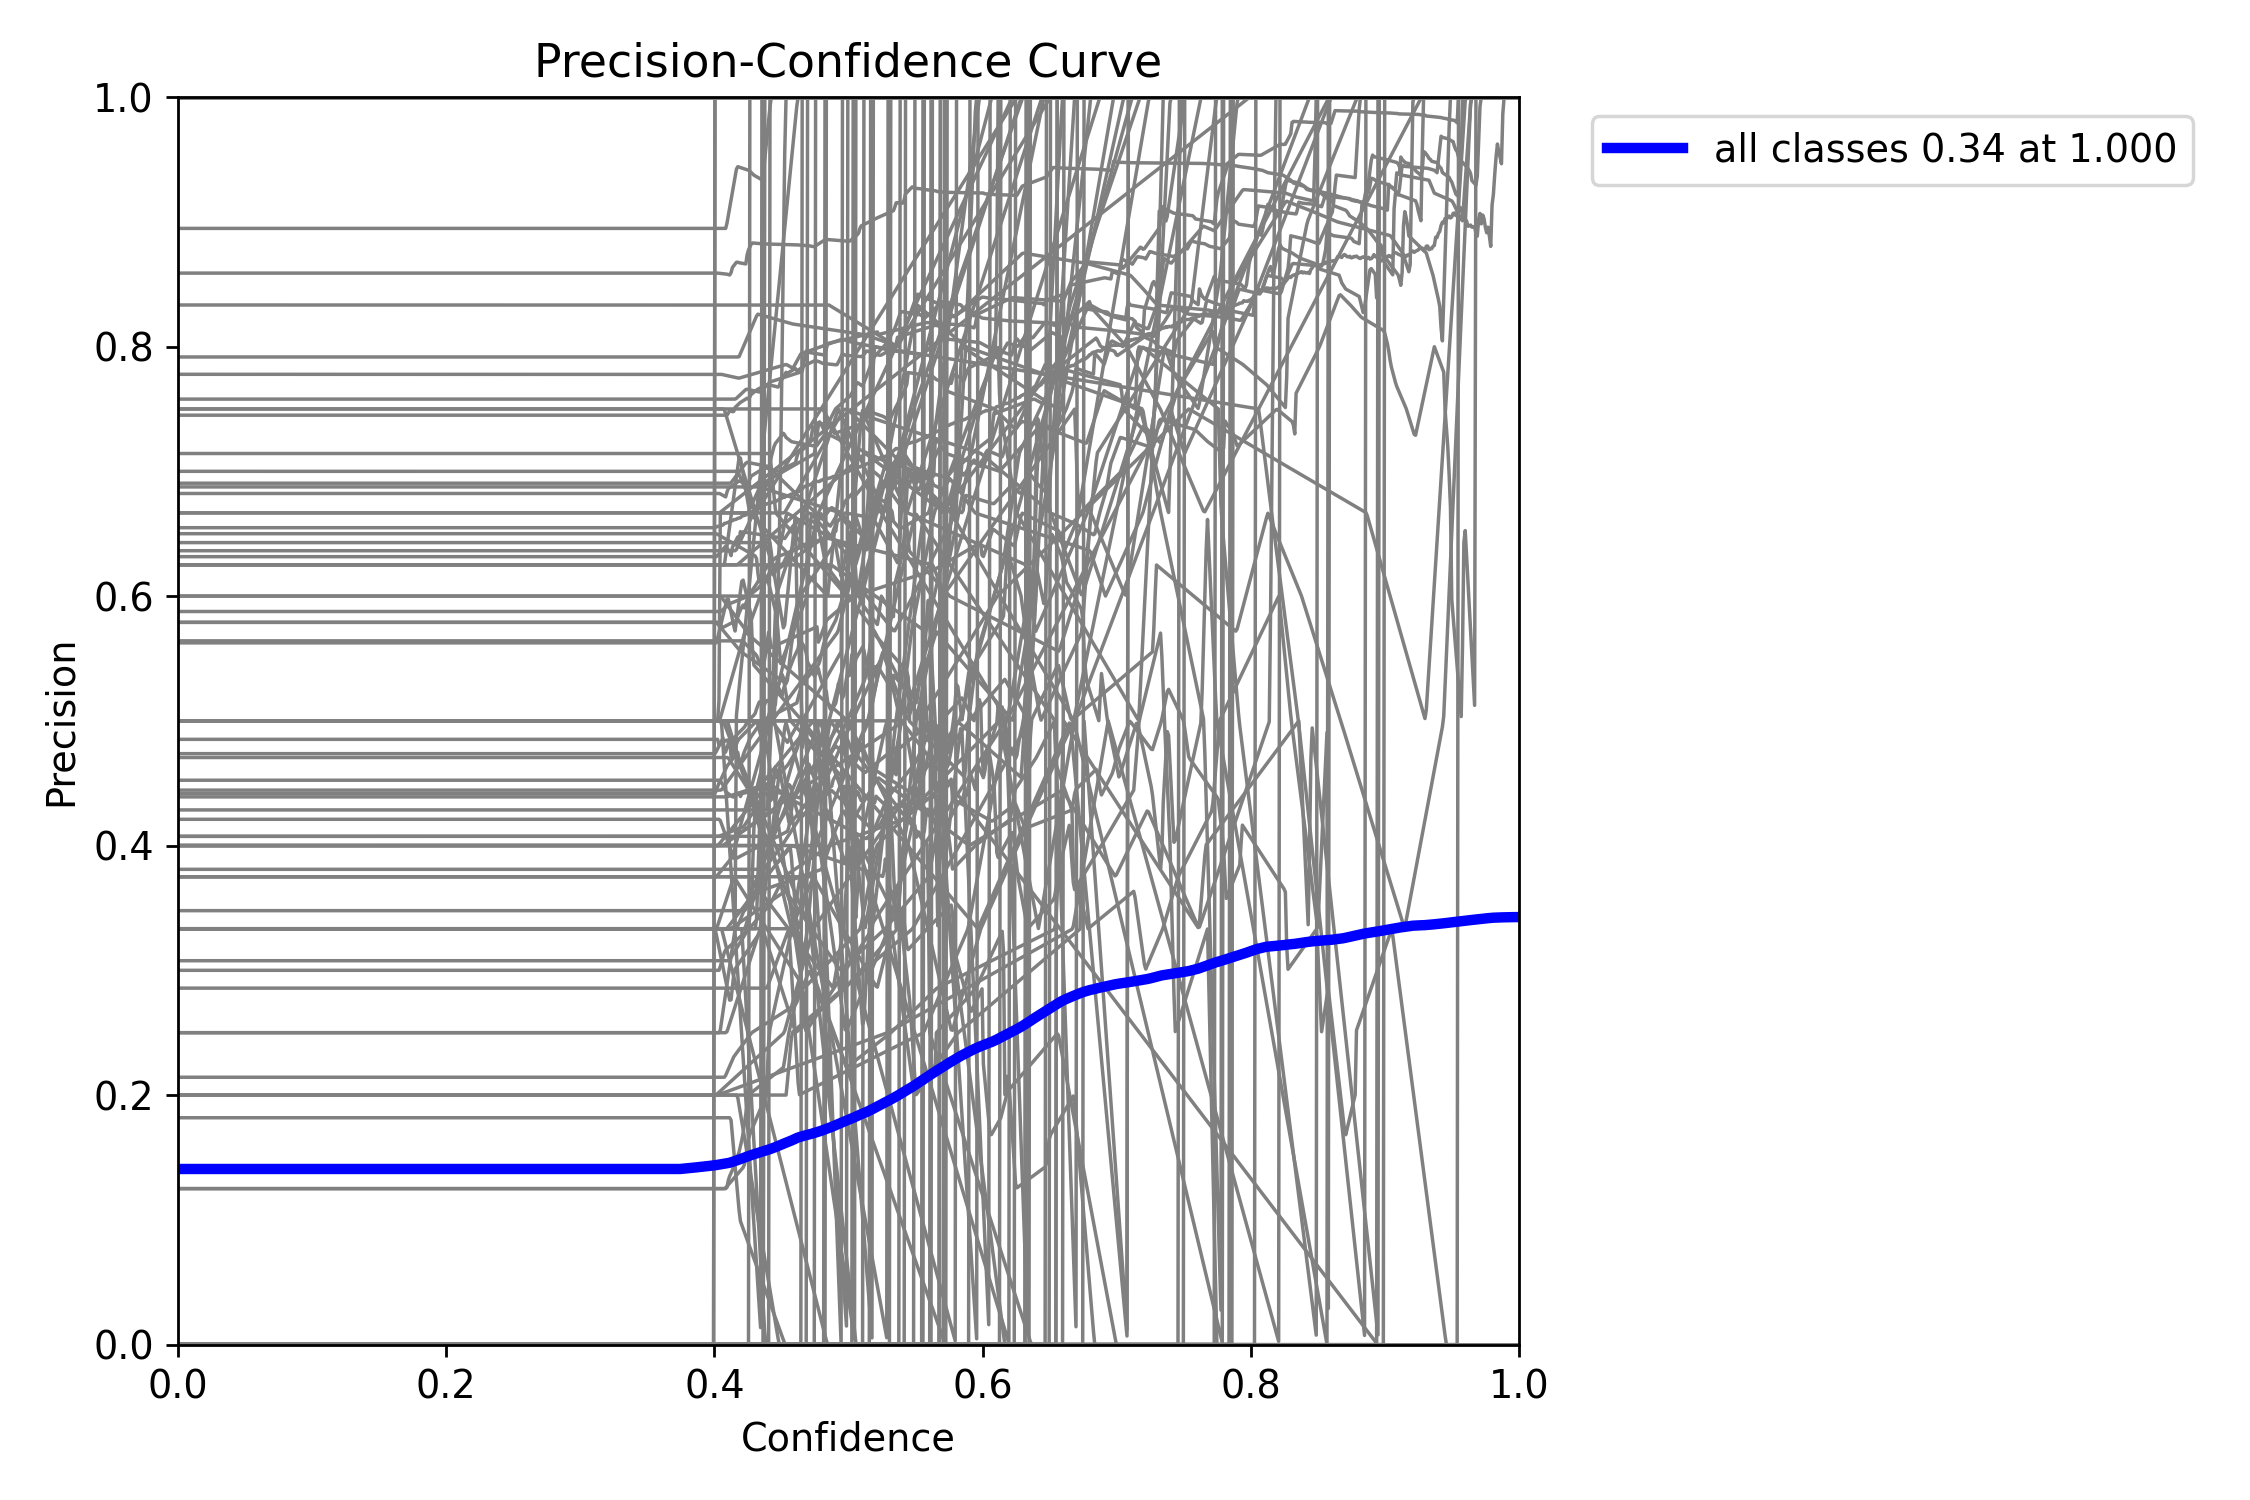 Precision-Confidence Curve
1.0
0.8
0.6
0.4
0.2
0.0
Precision
0.0 0.2 0.4 0.6 0.8 1.0
Confidence
all classes 0.34 at 1.000